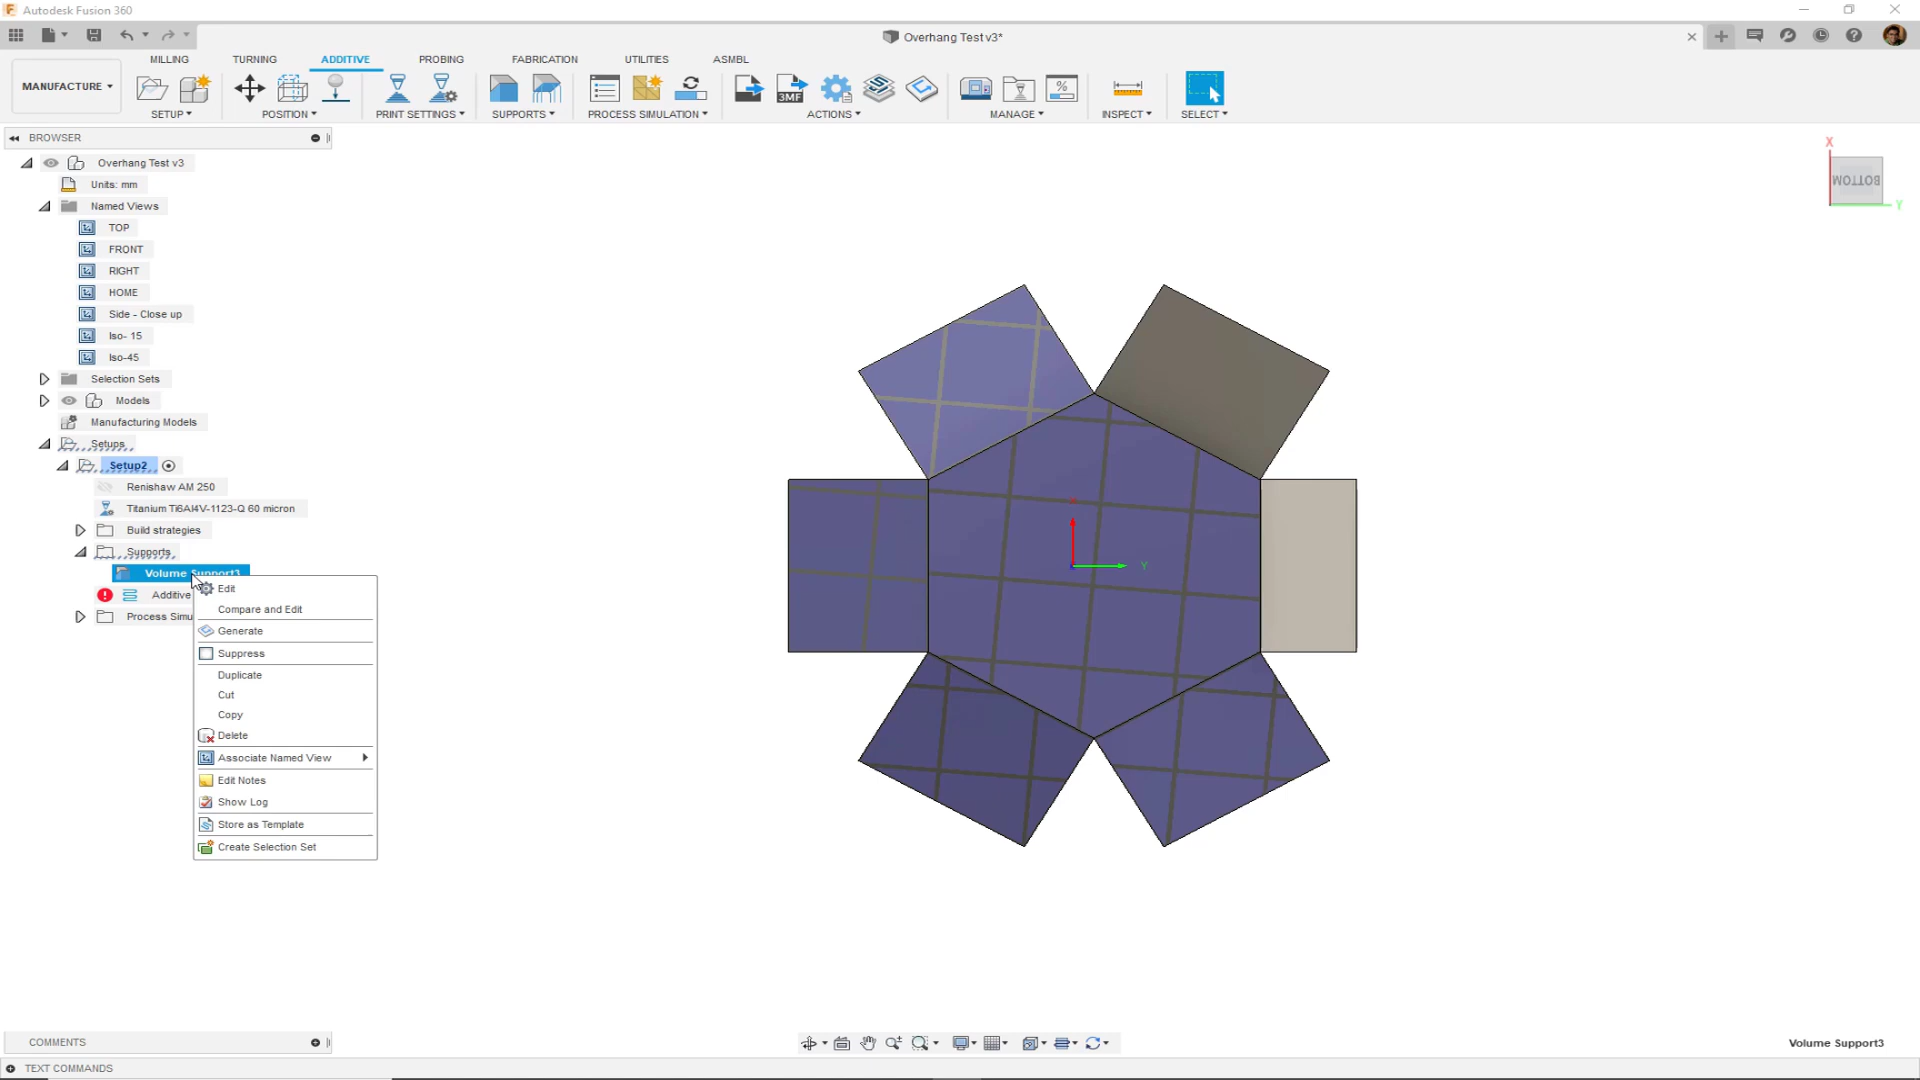 Autodesk Fusion 360
Overhang Test v3*
MILLING
TURNING
ADDITIVE
PROBING
FABRICATION
UTILITIES
ASMBL
MANUFACTURE
3MF
%
SETUP
POSITION
PRINT SETTINGS
SUPPORTS
PROCESS SIMULATION
ACTIONS
MANAGE
INSPECT
SELECT
BROWSER
Overhang Test v3
Units: mm
Named Views
TOP
FRONT
RIGHT
HOME
Side - Close up
Iso- 15
Iso-45
Selection Sets
Models
Manufacturing Models
Setups
Setup2
Renishaw AM 250
Titanium Ti6Al4V-1123-Q 60 micron
Build strategies
Supports
Volume Support3
Additive
Process Simu
Edit
Compare and Edit
Generate
Suppress
Duplicate
Cut
Copy
Delete
Associate Named View
Edit Notes
Show Log
Store as Template
Create Selection Set
X
BOTTOM
Y
X
Y
COMMENTS
Volume Support3
TEXT COMMANDS